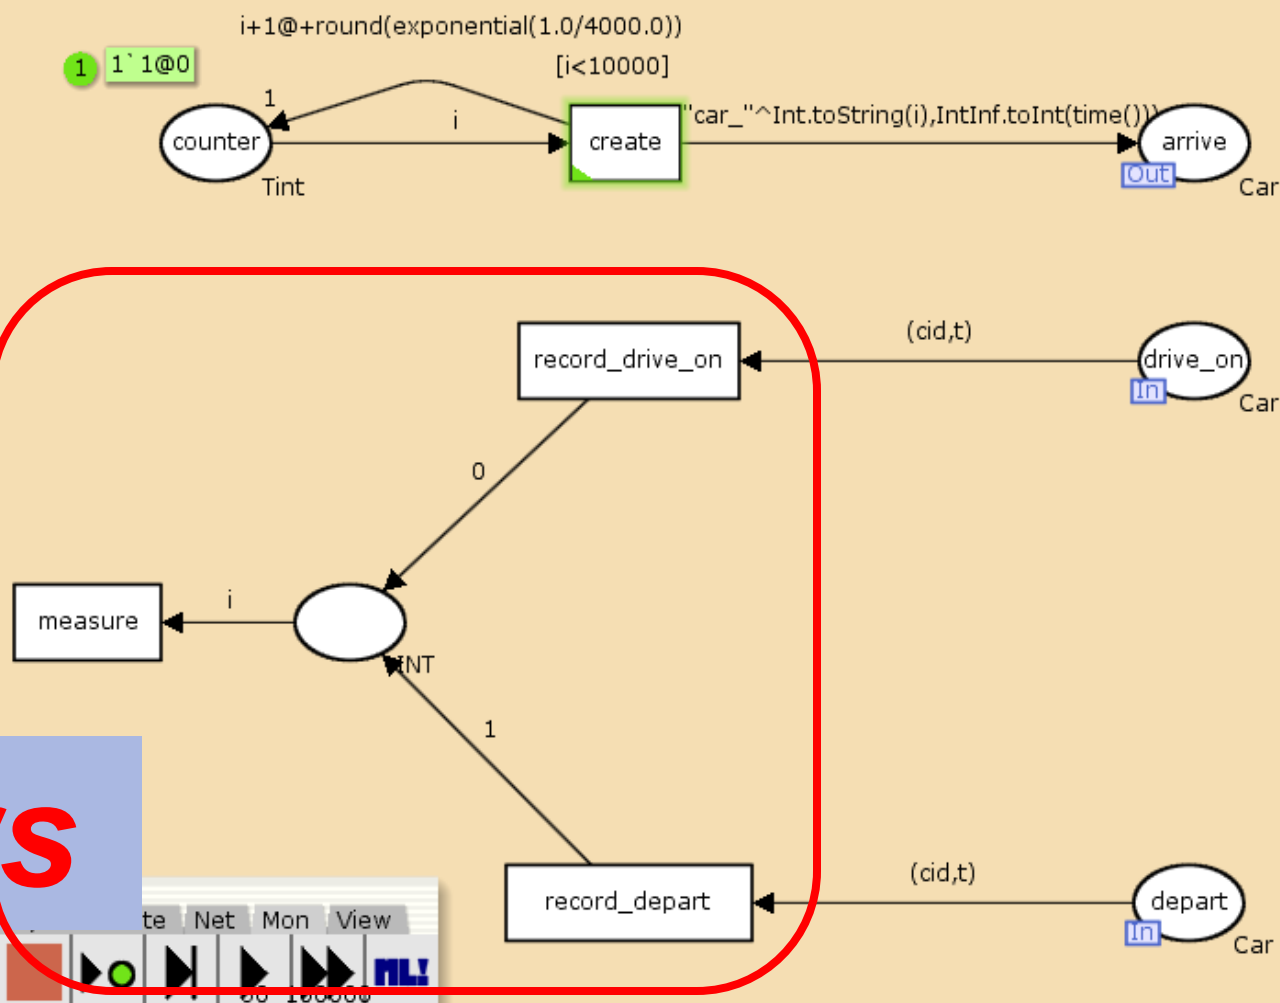 i+1@+round(exponential(1.0/4000.0))
1 1`1@0
[i<10000]
1
i
"car_"^Int.toString(i),IntInf.toInt(time()))
counter
create
arrive
Out
Tint
Car
record_drive_on
(cid,t)
drive_on
In
Car
0
measure
i
INT
1
record_depart
(cid,t)
depart
In
Car
Net Mon View
ML!